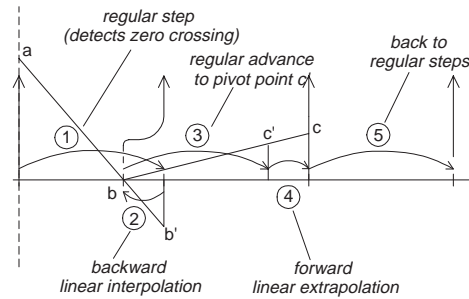 regular step
(detects zero crossing)
back to
regular steps
regular advance
to pivot point c
a
1
3
c'
c
5
b
2
b'
4
backward
linear interpolation
forward
linear extrapolation